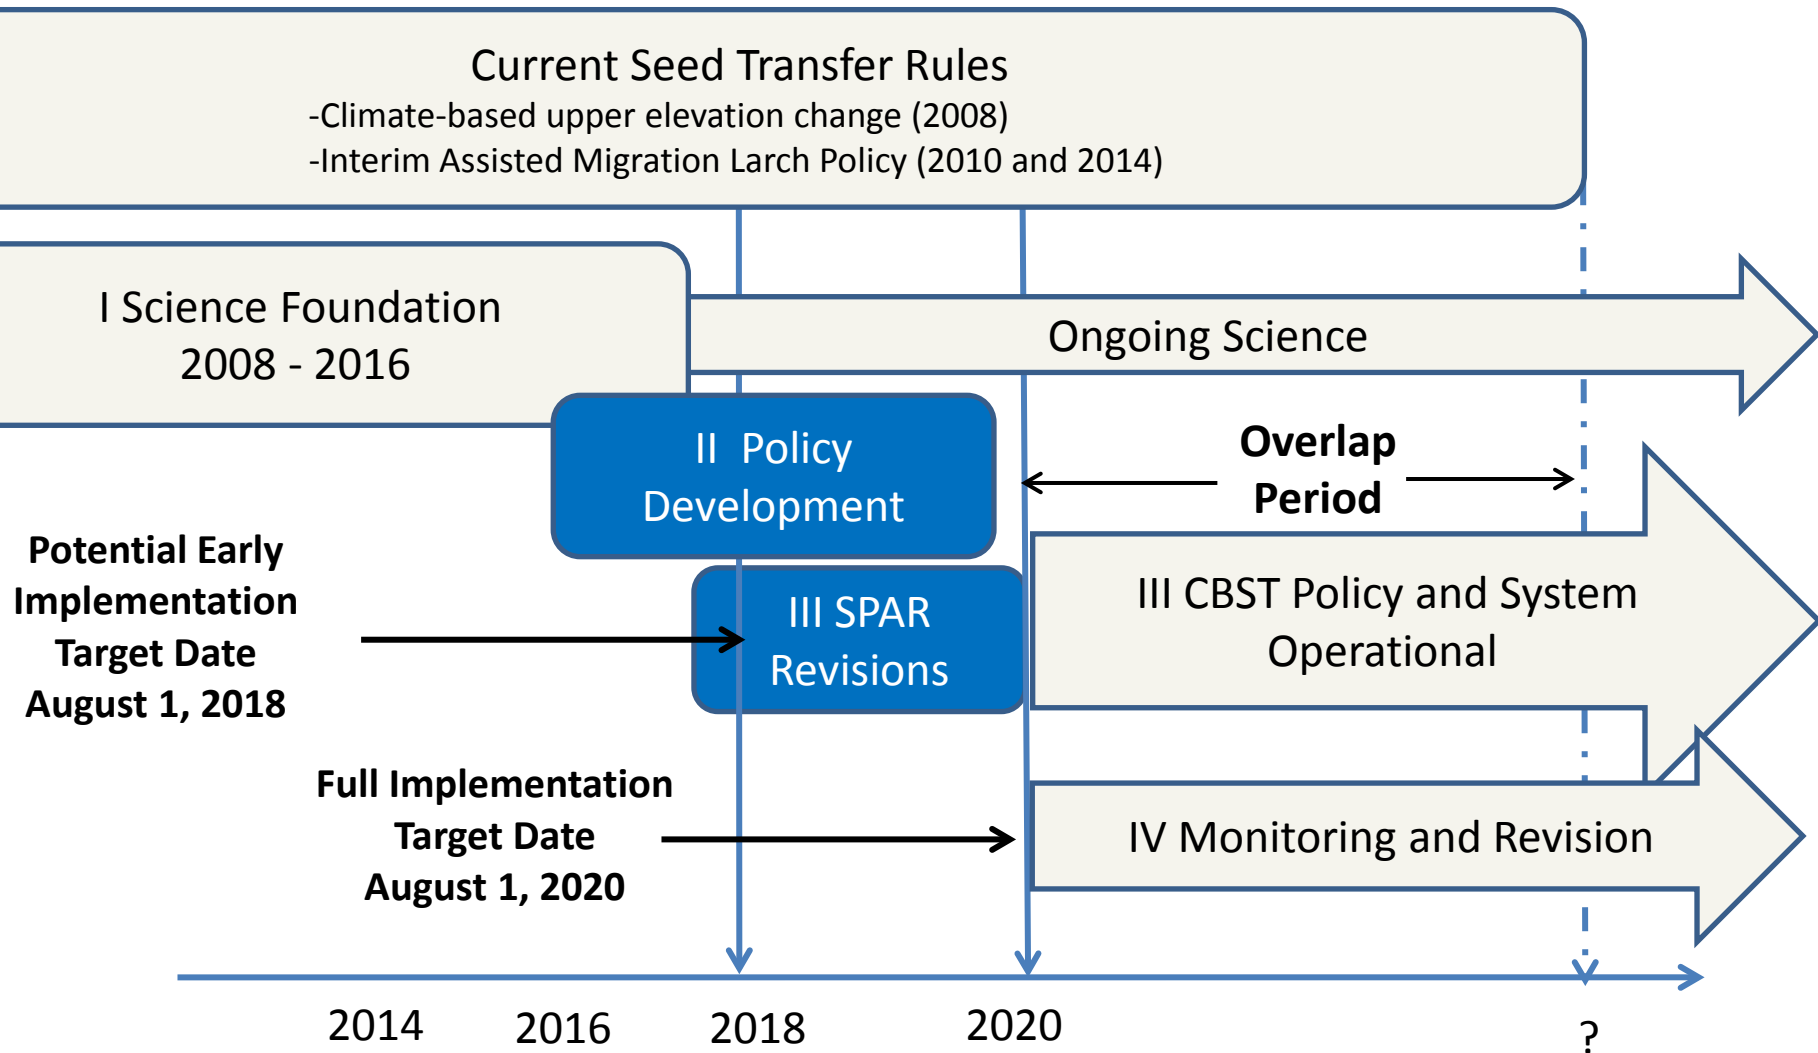 Current Seed Transfer Rules
-Climate-based upper elevation change (2008)
-Interim Assisted Migration Larch Policy (2010 and 2014)
I Science Foundation
2008 - 2016
Ongoing Science
II Policy
Development
Overlap
Period
Potential Early
Implementation
Target Date
August 1, 2018
III SPAR
Revisions
III CBST Policy and System
Operational
Full Implementation
Target Date
August 1, 2020
IV Monitoring and Revision
2014
2016
2018
2020
?